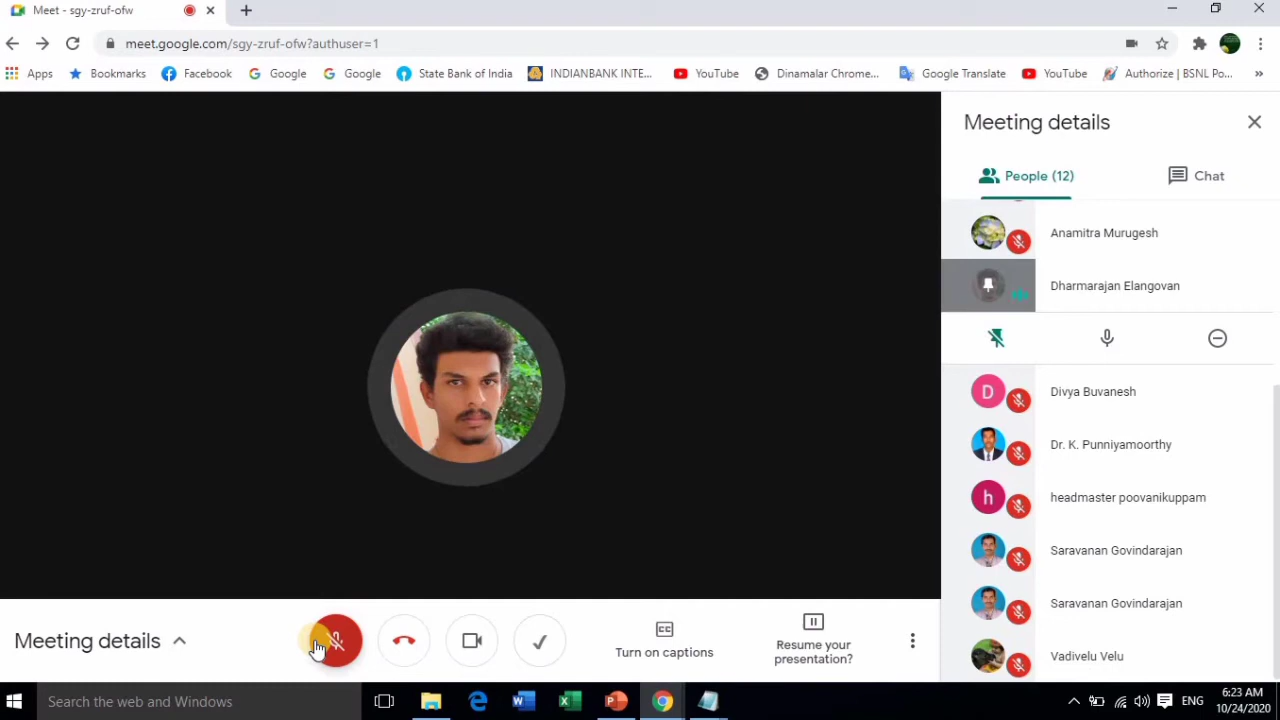 Meet - sgy-zruf-ofw
meet.google.com/sgy-zruf-ofw?authuser=1
Apps Bookmarks Facebook Google Google State Bank of India INDIANBANK INTE... YouTube Dinamalar Chrome... Google Translate YouTube Authorize | BSNL Po... »
Meeting details
People (12) Chat
Anamitra Murugesh
Dharmarajan Elangovan
D Divya Buvanesh
Dr. K. Punniyamoorthy
h headmaster poovanikuppam
Saravanan Govindarajan
Saravanan Govindarajan
Vadivelu Velu
Meeting details
CC
Turn on captions
Resume your
presentation?
Search the web and Windows
ENG
6:23 AM
10/24/2020